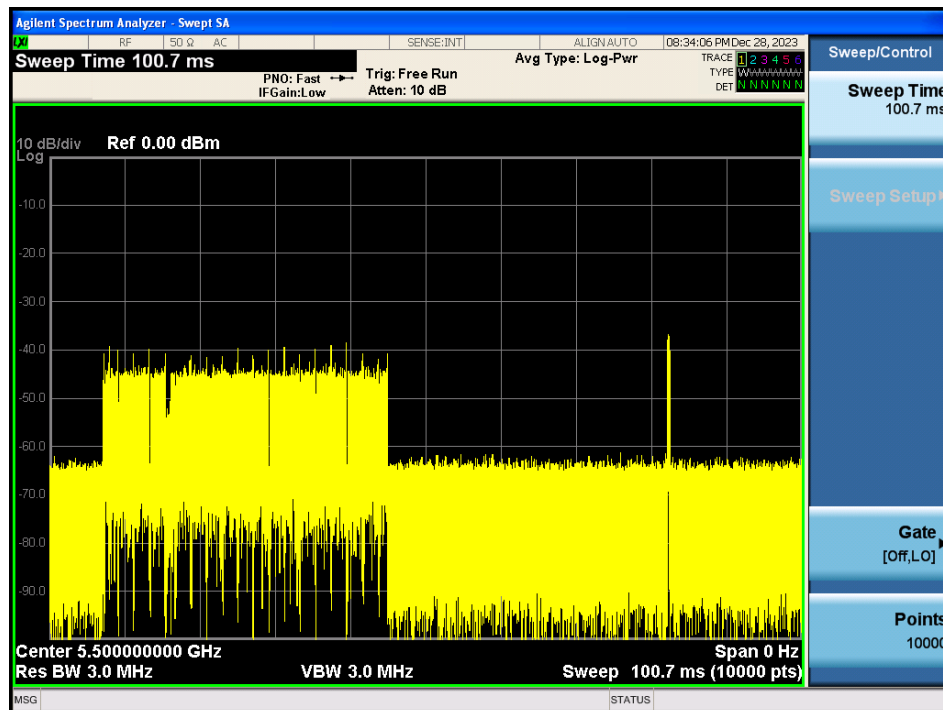 Agilent Spectrum Analyzer - Swept SA
LXI RF 50 Ω AC SENSE:INT ALIGN AUTO 08:34:06 PM Dec 28, 2023
Sweep Time 100.7 ms
PNO: Fast
IFGain:Low
Trig: Free Run
Atten: 10 dB
Avg Type: Log-Pwr
TRACE 1 2 3 4 5 6
TYPE
DET N N N N N N
Sweep/Control
Sweep Time
100.7 ms
Sweep Setup
Gate
[Off,LO]
Points
10000
10 dB/div Ref 0.00 dBm
Log
-10.0
-20.0
-30.0
-40.0
-50.0
-60.0
-70.0
-80.0
-90.0
Center 5.500000000 GHz Span 0 Hz
Res BW 3.0 MHz VBW 3.0 MHz Sweep 100.7 ms (10000 pts)
MSG STATUS